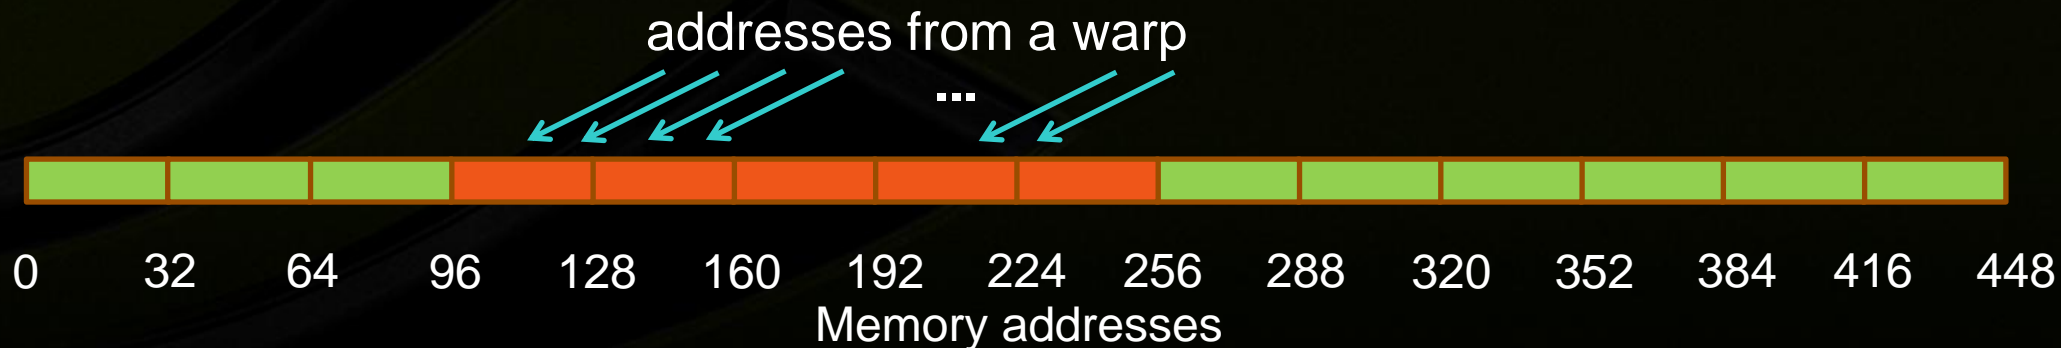 addresses from a warp
...
0 32 64 96 128 160 192 224 256 288 320 352 384 416 448
Memory addresses